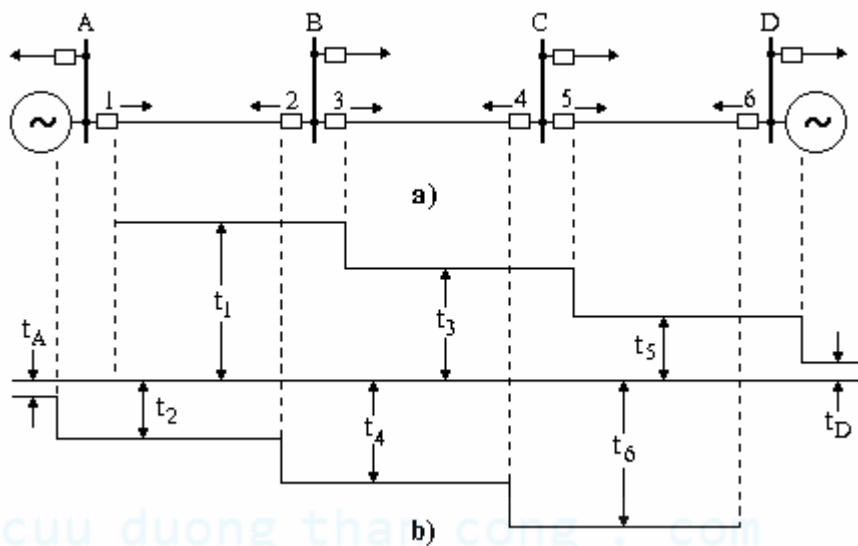 A B C D
1 2 3 4 5 6
~ ~
a)
t1
t3
t5
tA
t2
t4
t6
tD
b)
cuu duong than cong . com